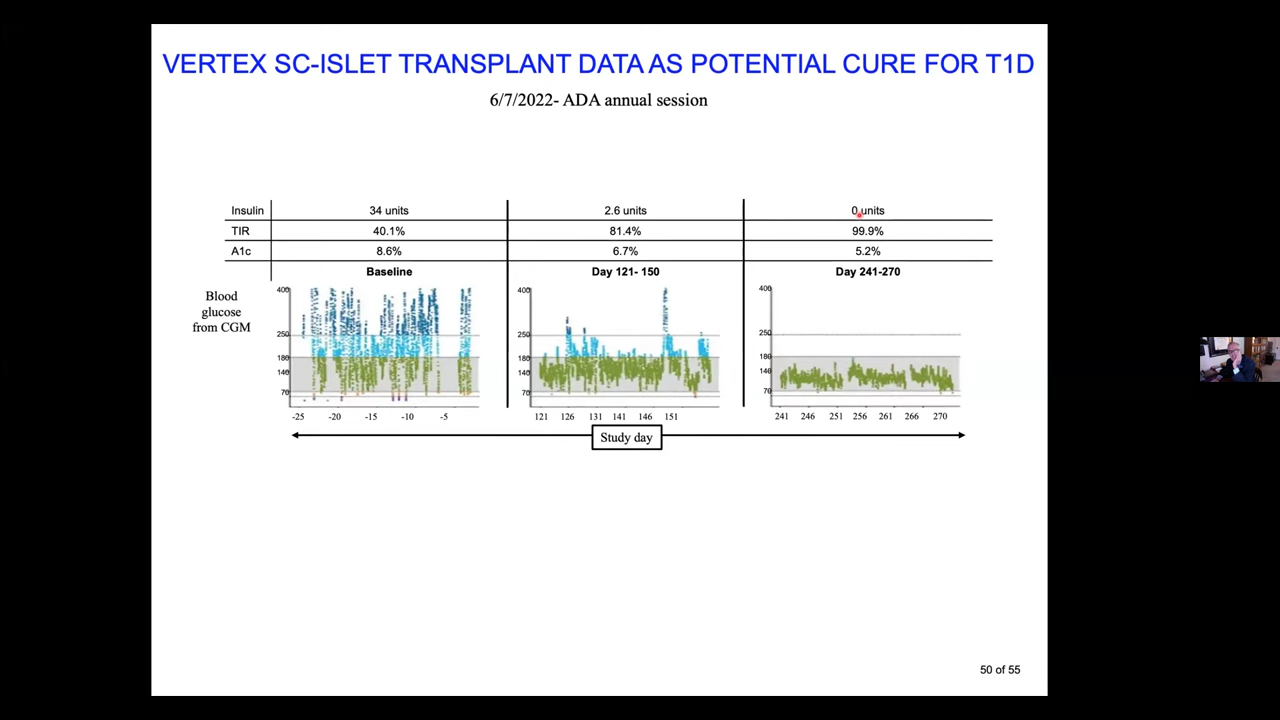 VERTEX SC-ISLET TRANSPLANT DATA AS POTENTIAL CURE FOR T1D
6/7/2022- ADA annual session
Insulin 34 units 2.6 units 0 units
TIR 40.1% 81.4% 99.9%
A1c 8.6% 6.7% 5.2%
Baseline Day 121- 150 Day 241-270
Blood
glucose
from CGM
400
250
180
140
70
-25 -20 -15 -10 -5
400
250
180
140
70
121 126 131 141 146 151
400
250
180
140
70
241 246 251 256 261 266 270
Study day
50 of 55